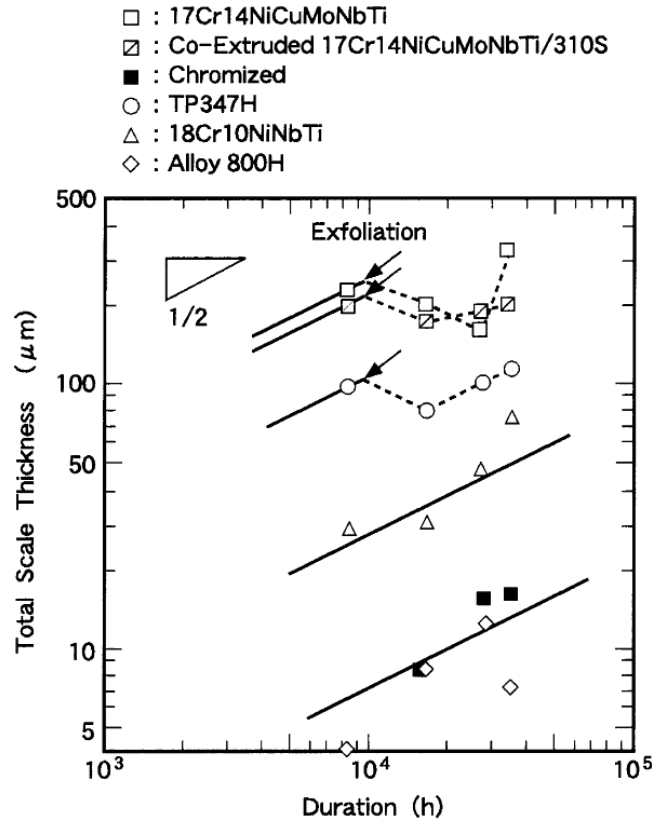 □ : 17Cr14NiCuMoNbTi
⍁ : Co-Extruded 17Cr14NiCuMoNbTi/310S
■ : Chromized
○ : TP347H
△ : 18Cr10NiNbTi
◇ : Alloy 800H
500
Exfoliation
1/2
100
50
10
5
10³ 10⁴ 10⁵
Total Scale Thickness (μm)
Duration (h)